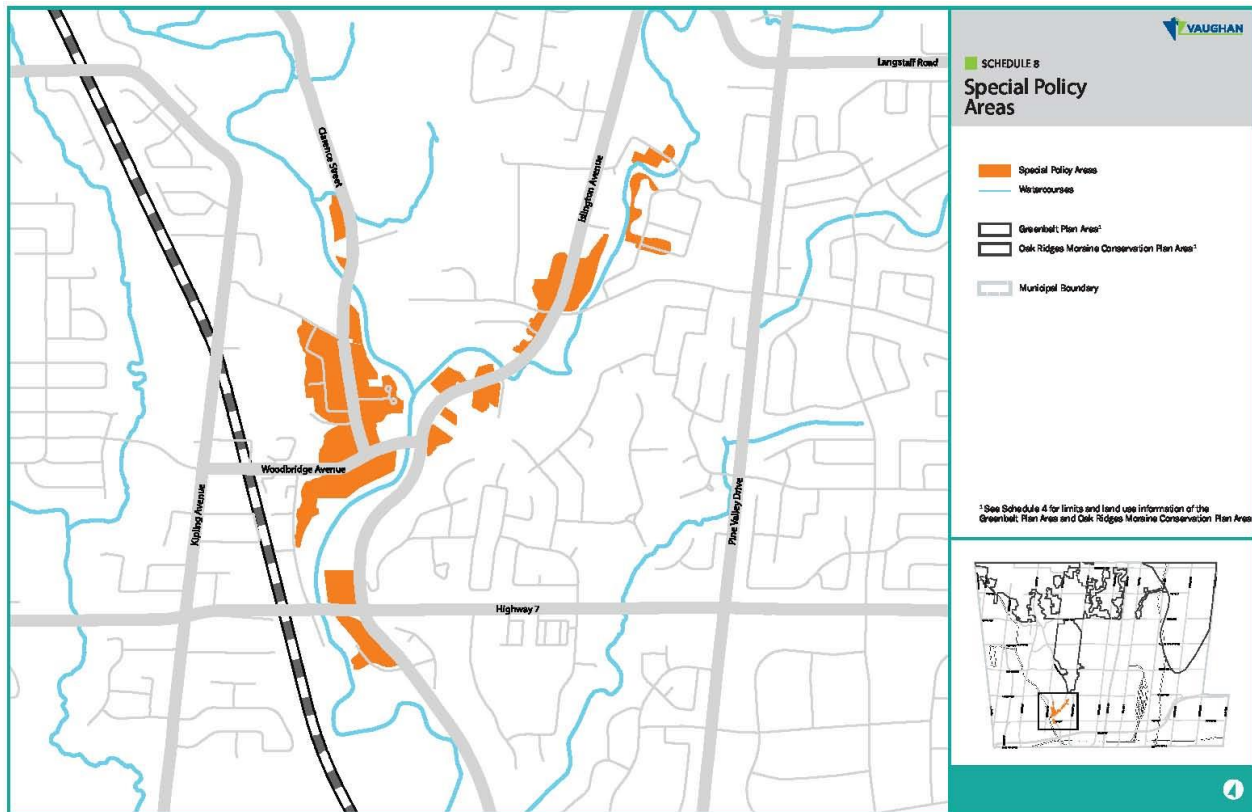 VAUGHAN
SCHEDULE 8
Special Policy
Areas
Special Policy Areas
Watercourses
Greenbelt Plan Area¹
Oak Ridges Moraine Conservation Plan Area¹
Municipal Boundary
¹ See Schedule 4 for limits and land use information of the
Greenbelt Plan Area and Oak Ridges Moraine Conservation Plan Area
Langstaff Road
Clarence Street
Islington Avenue
Woodbridge Avenue
Kipling Avenue
Pine Valley Drive
Highway 7